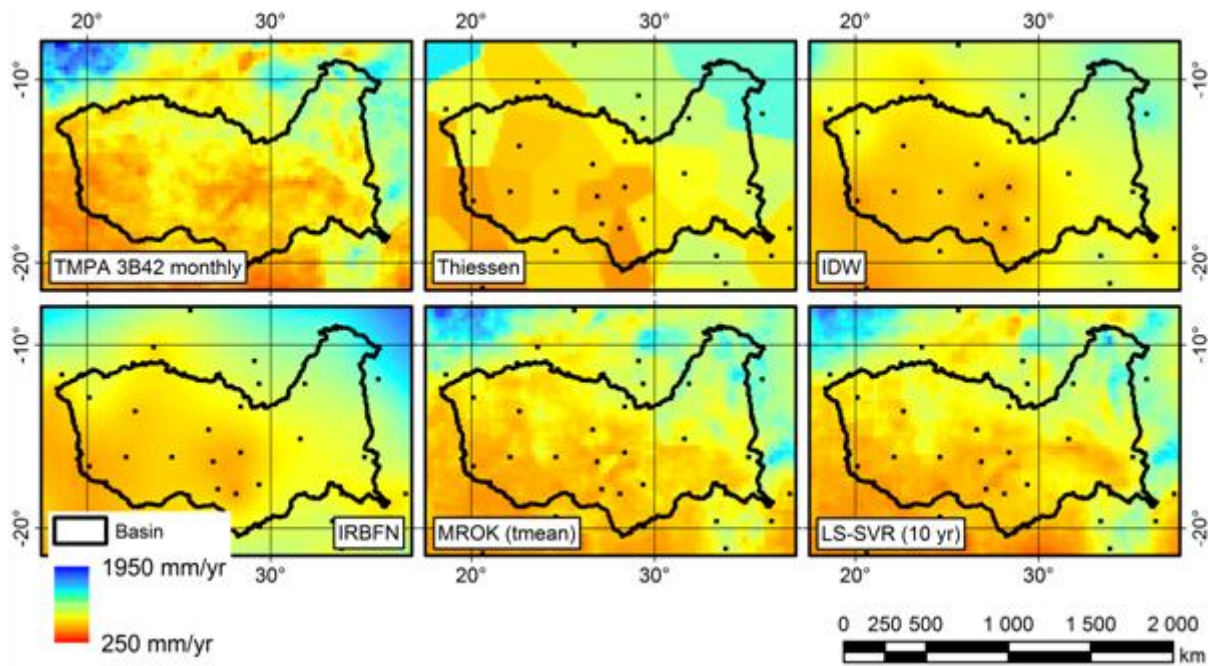 20° 30° 20° 30° 20° 30°
-10° -10°
-20° -20°
TMPA 3B42 monthly Thiessen IDW
-10° -10°
-20° -20°
Basin IRBFN MROK (tmean) LS-SVR (10 yr)
30° 20° 30° 20° 30°
1950 mm/yr
250 mm/yr
0 250 500 1 000 1 500 2 000
km